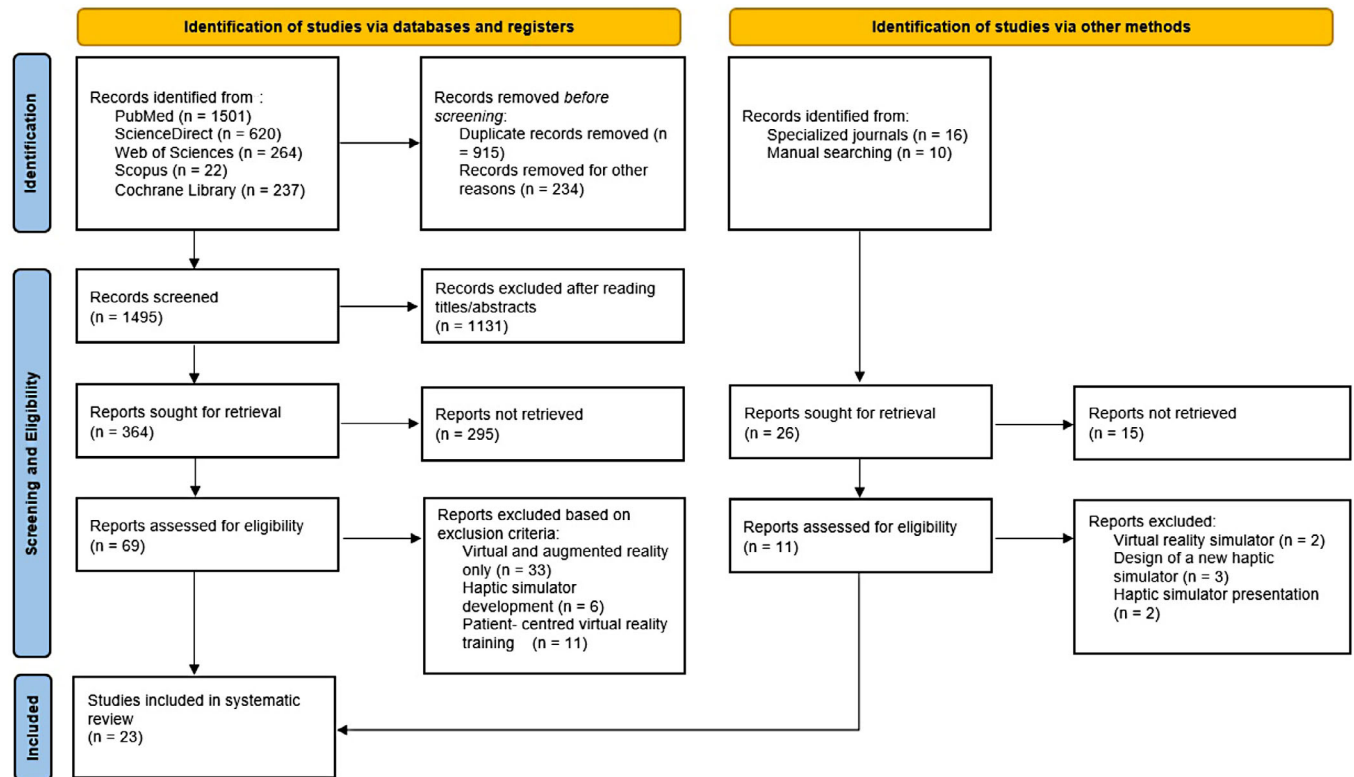 Identification of studies via databases and registers
Identification of studies via other methods
Identification
Records identified from :
PubMed (n = 1501)
ScienceDirect (n = 620)
Web of Sciences (n = 264)
Scopus (n = 22)
Cochrane Library (n = 237)
Records removed before
screening:
Duplicate records removed (n
= 915)
Records removed for other
reasons (n = 234)
Records identified from:
Specialized journals (n = 16)
Manual searching (n = 10)
Screening and Eligibility
Records screened
(n = 1495)
Records excluded after reading
titles/abstracts
(n = 1131)
Reports sought for retrieval
(n = 364)
Reports not retrieved
(n = 295)
Reports sought for retrieval
(n = 26)
Reports not retrieved
(n = 15)
Reports assessed for eligibility
(n = 69)
Reports excluded based on
exclusion criteria:
Virtual and augmented reality
only (n = 33)
Haptic simulator
development (n = 6)
Patient- centred virtual reality
training (n = 11)
Reports assessed for eligibility
(n = 11)
Reports excluded:
Virtual reality simulator (n = 2)
Design of a new haptic
simulator (n = 3)
Haptic simulator presentation
(n = 2)
Included
Studies included in systematic
review
(n = 23)